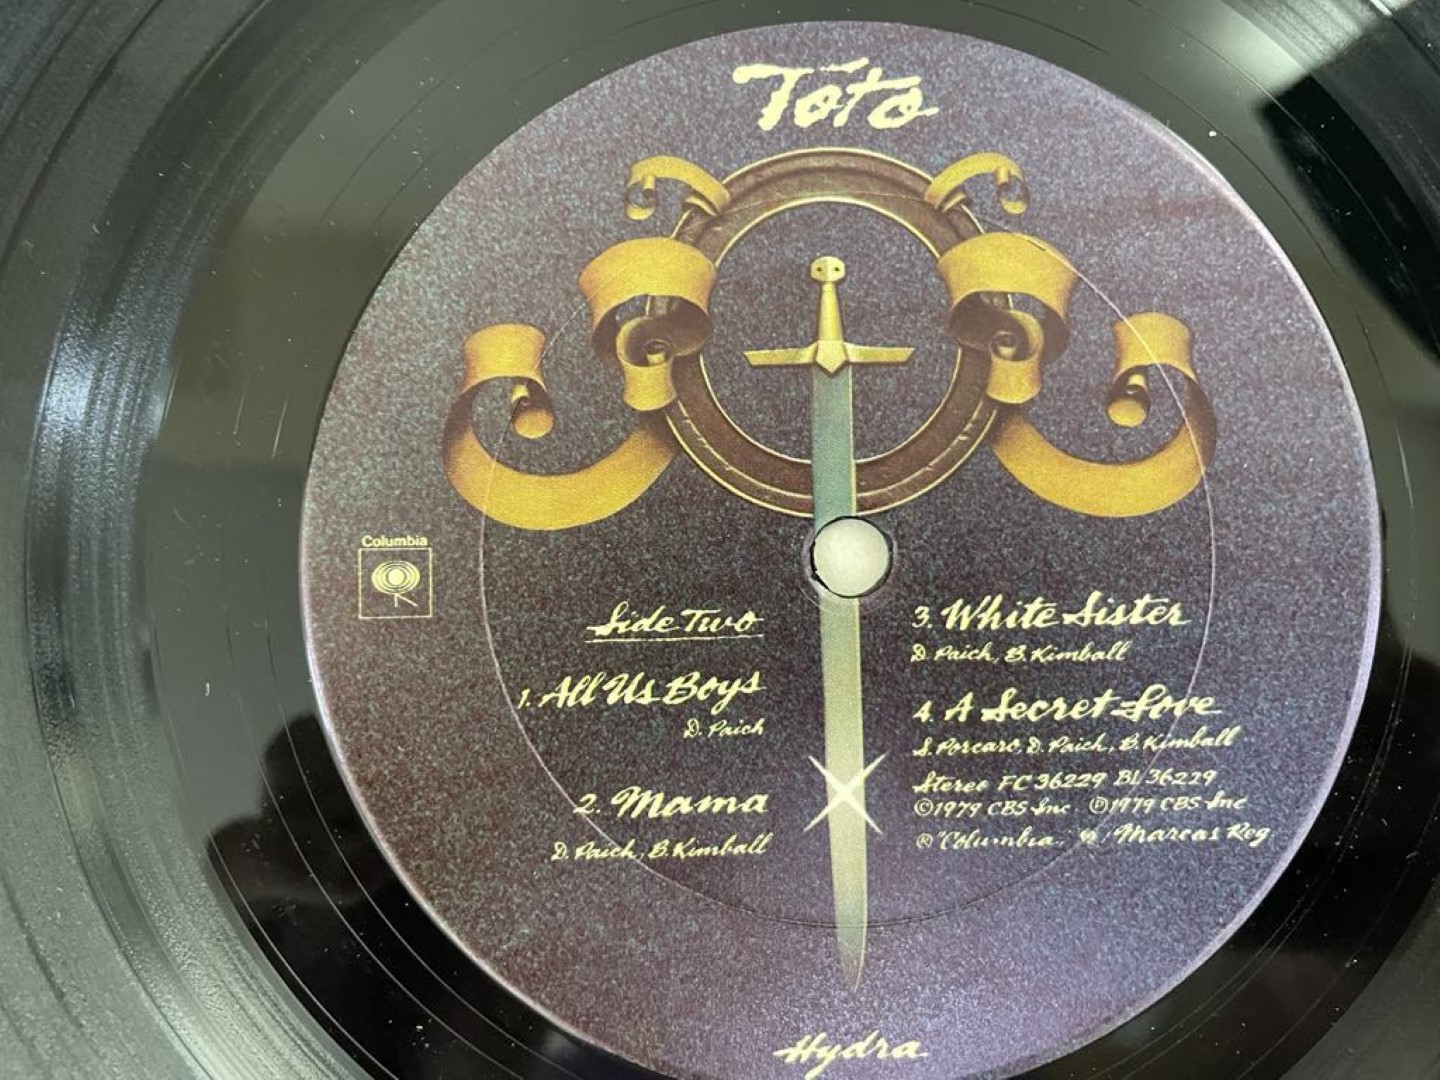 Toto
Columbia
Side Two
1. All Us Boys
D. Paich
2. Mama
D. Paich, B. Kimball
3. White Sister
D. Paich, B. Kimball
4. A Secret Love
S. Porcaro, D. Paich, B. Kimball
Stereo FC 36229 BL 36229
©1979 CBS Inc ℗1979 CBS Inc
® "Columbia," Marcas Reg.
Hydra